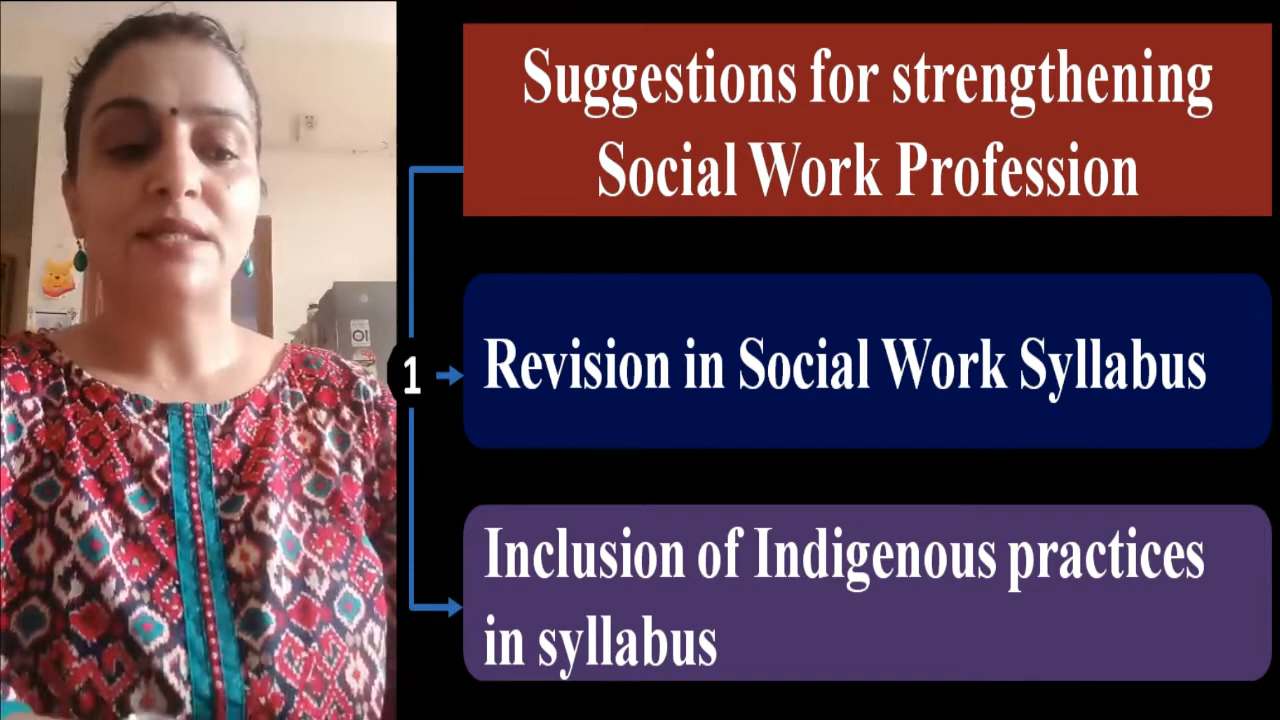 Suggestions for strengthening
Social Work Profession
1
Revision in Social Work Syllabus
Inclusion of Indigenous practices
in syllabus